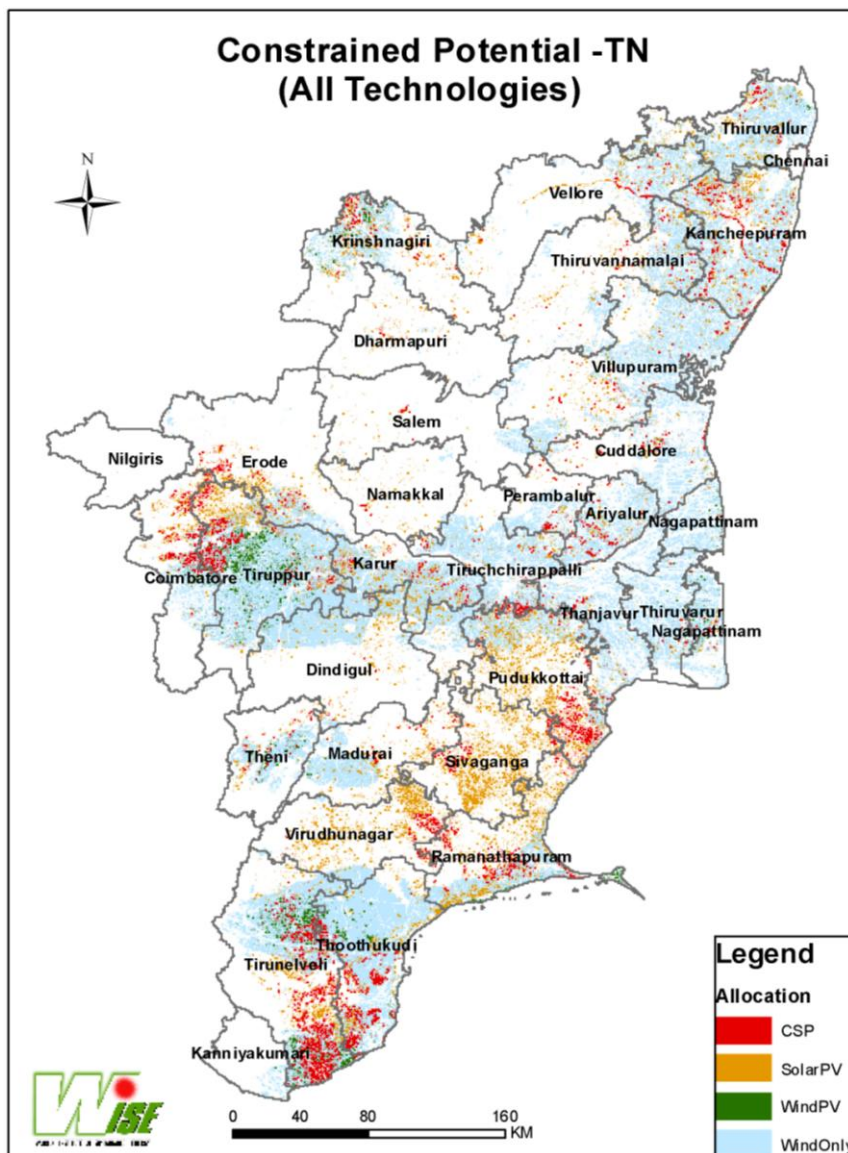 Constrained Potential -TN
(All Technologies)
N
Thiruvallur
Chennai
Vellore
Kancheepuram
Krinshnagiri
Thiruvannamalai
Dharmapuri
Villupuram
Salem
Cuddalore
Nilgiris
Erode
Namakkal
Perambalur
Ariyalur
Nagapattinam
Coimbatore
Tiruppur
Karur
Tiruchchirappalli
Thanjavur
Thiruvarur
Nagapattinam
Dindigul
Pudukkottai
Theni
Madurai
Sivaganga
Virudhunagar
Ramanathapuram
Thoothukudi
Tirunelveli
Kanniyakumari
Legend
Allocation
CSP
SolarPV
WindPV
WindOnly
WISE
0 40 80 160
KM